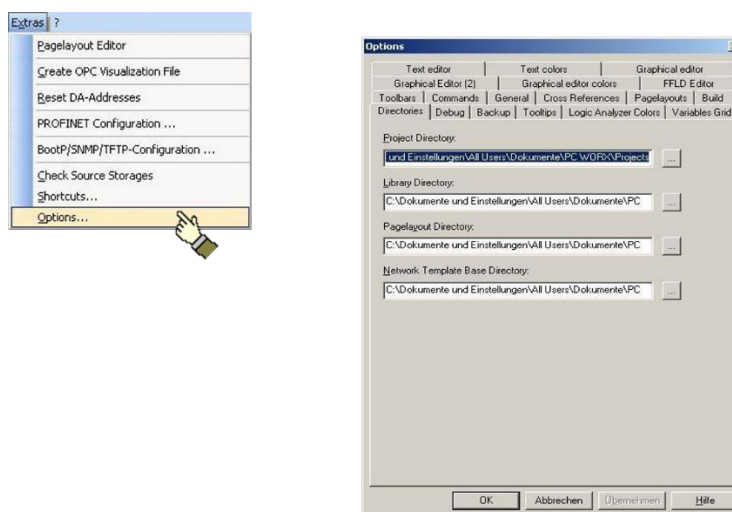 Extras ?
Pagelayout Editor
Create OPC Visualization File
Reset DA-Addresses
PROFINET Configuration ...
BootP/SNMP/TFTP-Configuration ...
Check Source Storages
Shortcuts...
Options...
Options
Text editor Text colors Graphical editor
Graphical Editor (2) Graphical editor colors FFLD Editor
Toolbars Commands General Cross References Pagelayouts Build
Directories Debug Backup Tooltips Logic Analyzer Colors Variables Grid
Project Directory:
und Einstellungen\All Users\Dokumente\PC WORX\Projects ...
Library Directory:
C:\Dokumente und Einstellungen\All Users\Dokumente\PC ...
Pagelayout Directory:
C:\Dokumente und Einstellungen\All Users\Dokumente\PC ...
Network Template Base Directory:
C:\Dokumente und Einstellungen\All Users\Dokumente\PC ...
OK Abbrechen Übernehmen Hilfe